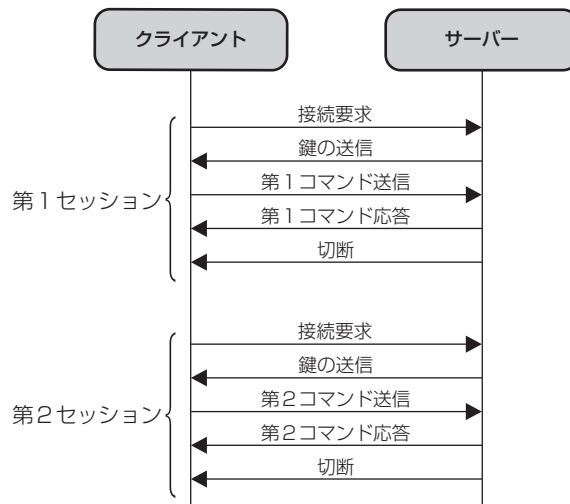 クライアント
サーバー
第1セッション
接続要求
鍵の送信
第1コマンド送信
第1コマンド応答
切断
第2セッション
接続要求
鍵の送信
第2コマンド送信
第2コマンド応答
切断